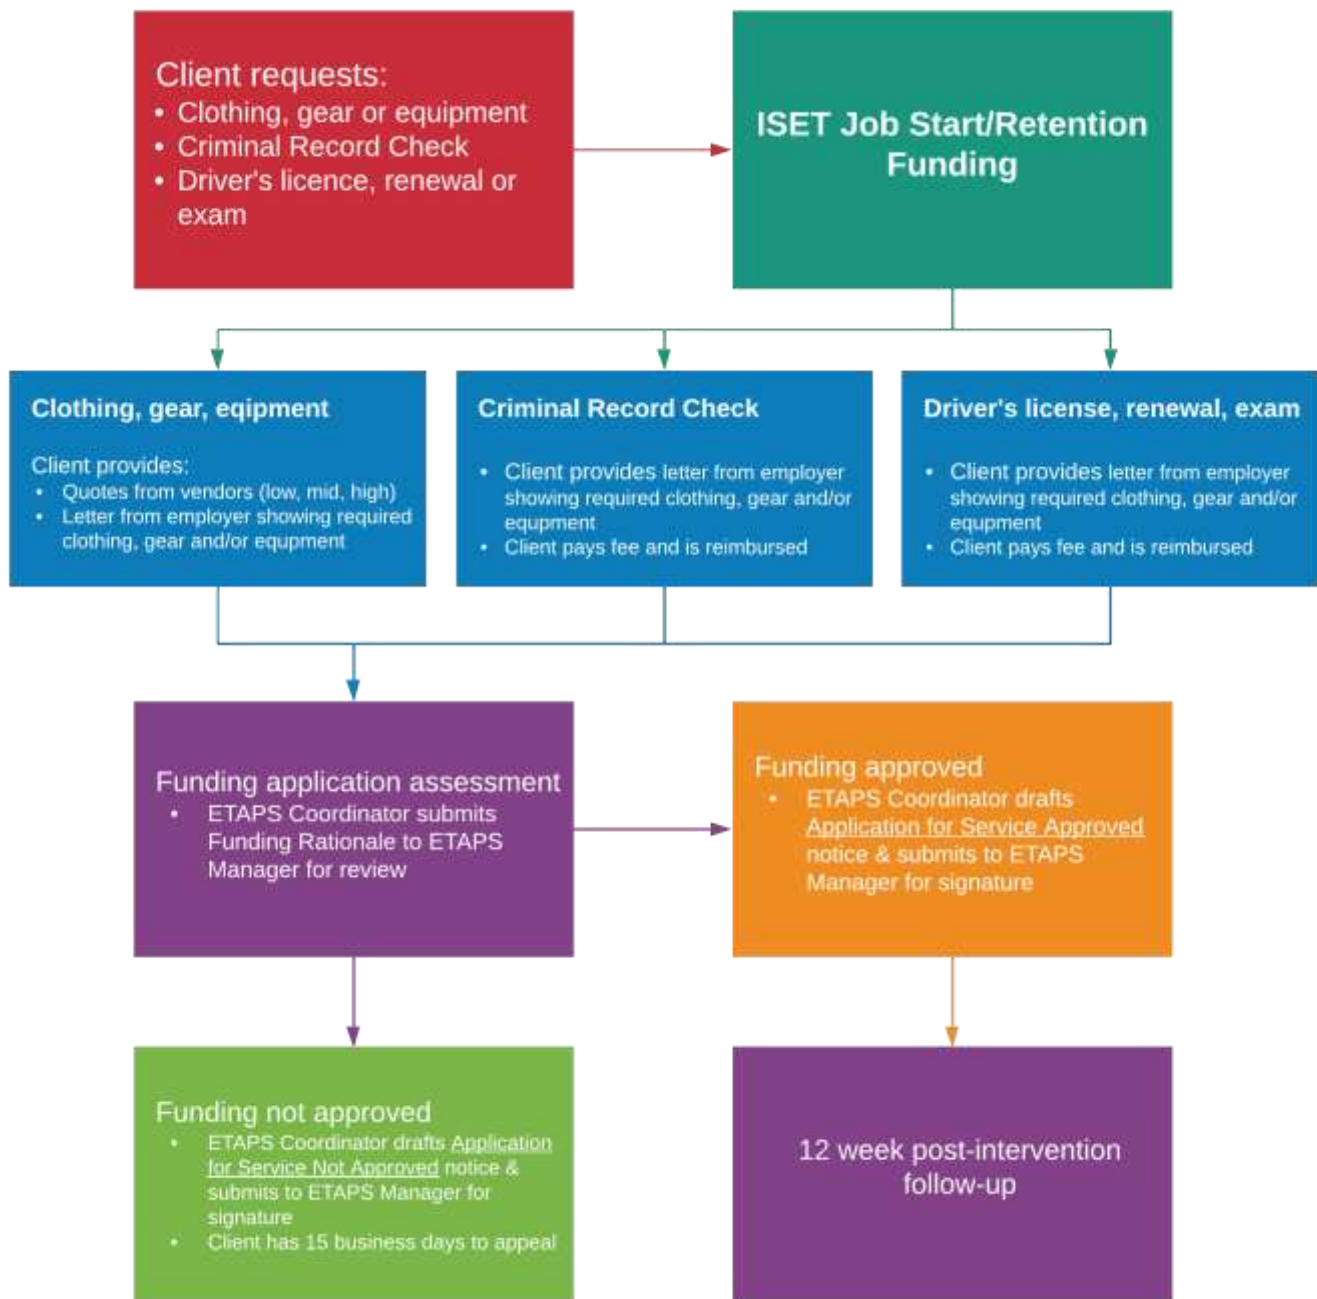 Client requests:
• Clothing, gear or equipment
• Criminal Record Check
• Driver's licence, renewal or
exam
ISET Job Start/Retention
Funding
Clothing, gear, eqipment
Client provides:
• Quotes from vendors (low, mid, high)
• Letter from employer showing required
clothing, gear and/or equpment
Criminal Record Check
• Client provides letter from employer
showing required clothing, gear and/or
equpment
• Client pays fee and is reimbursed
Driver's license, renewal, exam
• Client provides letter from employer
showing required clothing, gear and/or
equpment
• Client pays fee and is reimbursed
Funding application assessment
• ETAPS Coordinator submits
Funding Rationale to ETAPS
Manager for review
Funding approved
• ETAPS Coordinator drafts
Application for Service Approved
notice & submits to ETAPS
Manager for signature
Funding not approved
• ETAPS Coordinator drafts Application
for Service Not Approved notice &
submits to ETAPS Manager for
signature
• Client has 15 business days to appeal
12 week post-intervention
follow-up